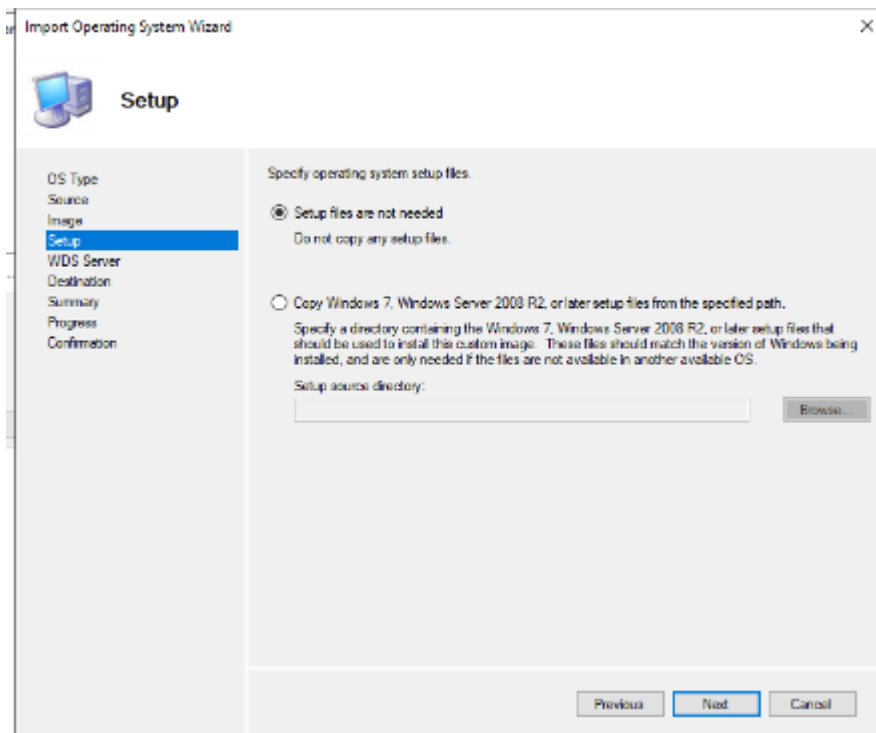 Import Operating System Wizard
Setup
OS Type
Source
Image
Setup
WDS Server
Destination
Summary
Progress
Confirmation
Specify operating system setup files.
Setup files are not needed
Do not copy any setup files.
Copy Windows 7, Windows Server 2008 R2, or later setup files from the specified path.
Specify a directory containing the Windows 7, Windows Server 2008 R2, or later setup files that
should be used to install this custom image. These files should match the version of Windows being
installed, and are only needed if the files are not available in another available OS.
Setup source directory:
Browse...
Previous
Next
Cancel